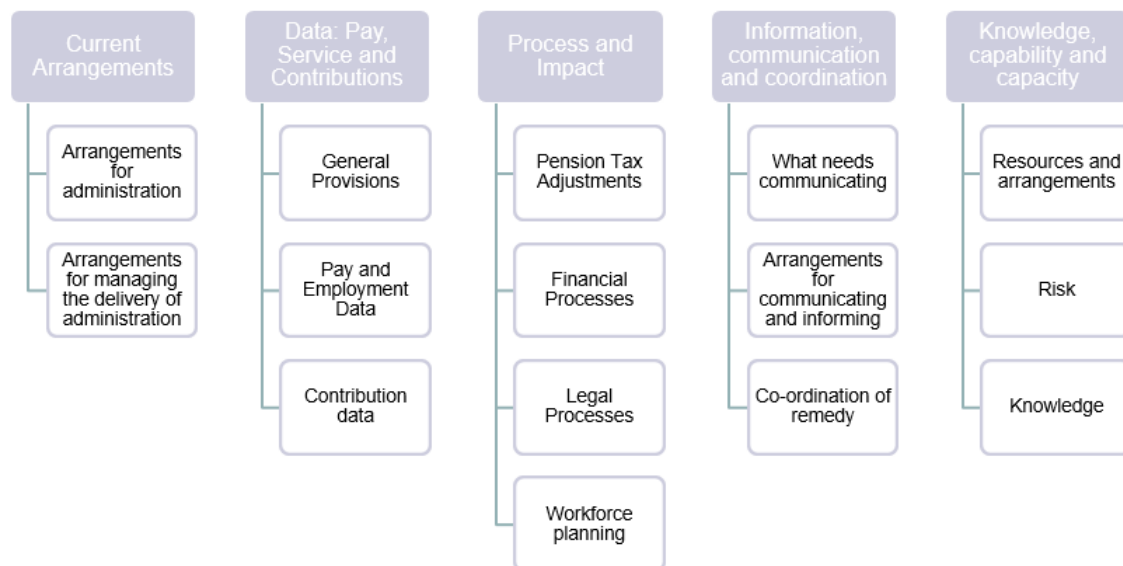 Current
Arrangements
Arrangements
for
administration
Arrangements
for managing
the delivery of
administration
Data: Pay,
Service and
Contributions
General
Provisions
Pay and
Employment
Data
Contribution
data
Process and
Impact
Pension Tax
Adjustments
Financial
Processes
Legal
Processes
Workforce
planning
Information,
communication
and coordination
What needs
communicating
Arrangements
for
communicating
and informing
Co-ordination of
remedy
Knowledge,
capability and
capacity
Resources and
arrangements
Risk
Knowledge